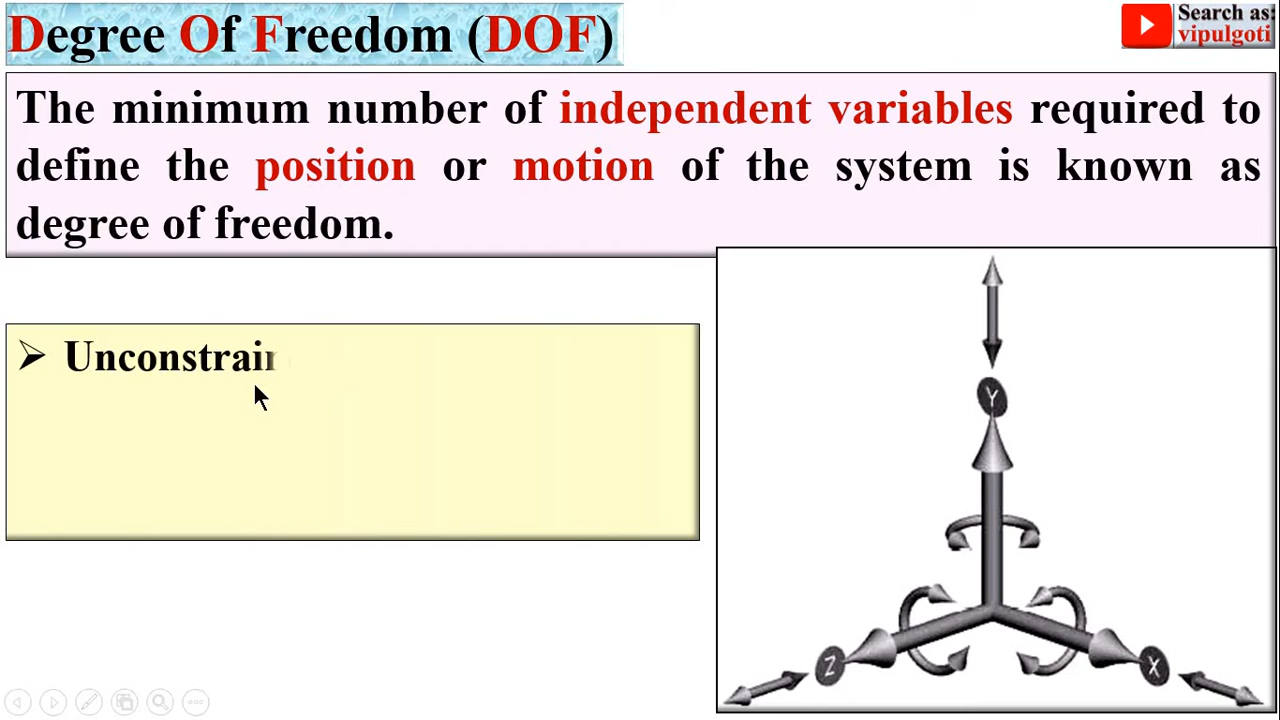 Degree Of Freedom (DOF)
Search as:
vipulgoti
The minimum number of independent variables required to
define the position or motion of the system is known as
degree of freedom.
➢ Unconstrair
Y
Z
X